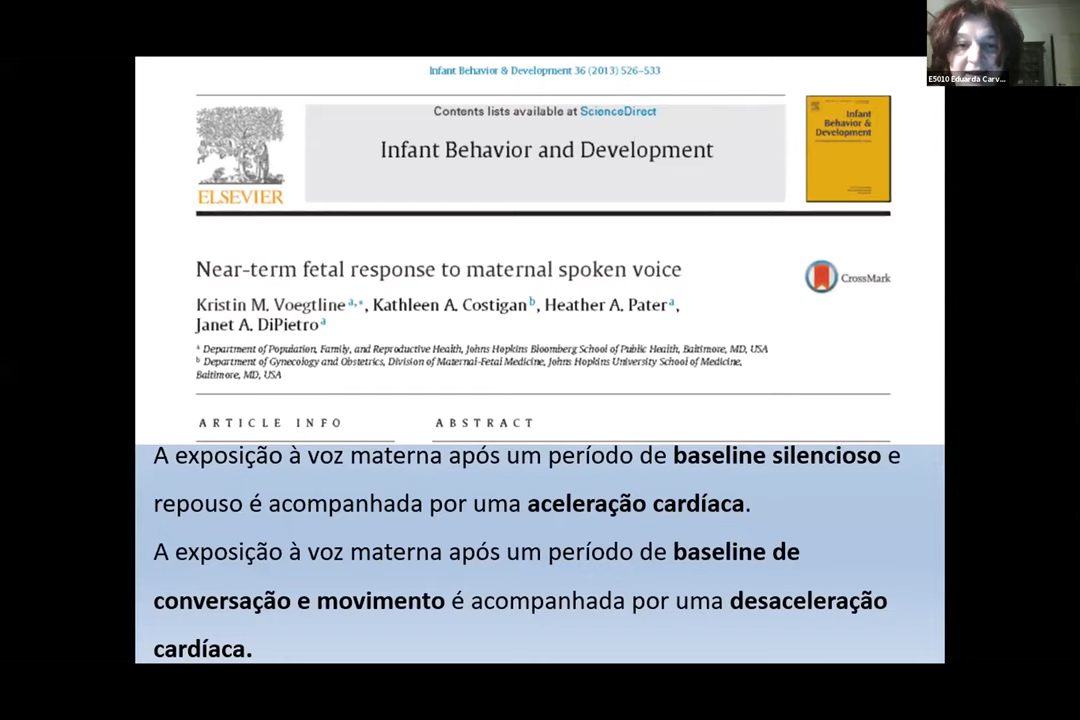 Infant Behavior & Development 36 (2013) 526–533
Contents lists available at ScienceDirect
Infant Behavior and Development
ELSEVIER
Infant
Behavior &
Development
Near-term fetal response to maternal spoken voice
CrossMark
Kristin M. Voegtline a,*, Kathleen A. Costigan b, Heather A. Pater a,
Janet A. DiPietro a
a Department of Population, Family, and Reproductive Health, Johns Hopkins Bloomberg School of Public Health, Baltimore, MD, USA
b Department of Gynecology and Obstetrics, Division of Maternal-Fetal Medicine, Johns Hopkins University School of Medicine,
Baltimore, MD, USA
ARTICLE INFO
ABSTRACT
A exposição à voz materna após um período de baseline silencioso e
repouso é acompanhada por uma aceleração cardíaca.
A exposição à voz materna após um período de baseline de
conversação e movimento é acompanhada por uma desaceleração
cardíaca.
E5010 Eduarda Carv...